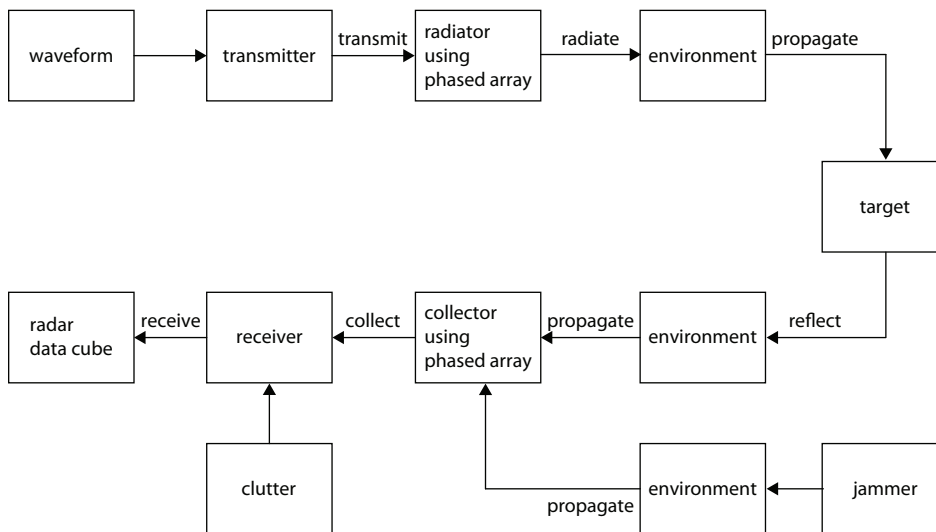 waveform
transmitter
transmit
radiator
using
phased array
radiate
environment
propagate
target
radar
data cube
receive
receiver
collect
collector
using
phased array
propagate
environment
reflect
clutter
propagate
environment
jammer